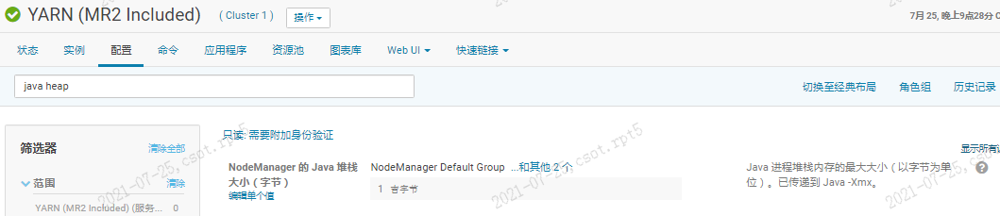 YARN (MR2 Included) ( Cluster 1 ) 操作 7月 25, 晚上9点28分 C
状态 实例 配置 命令 应用程序 资源池 图表库 Web UI 快速链接
java heap 切换至经典布局 角色组 历史记录
只读: 需要附加身份验证
筛选器 清除全部
显示所有
NodeManager 的 Java 堆栈大小（字节） NodeManager Default Group ...和其他 2 个 Java 进程堆栈内存的最大大小（以字节为单位）。已传递到 Java -Xmx。
范围 清除
编辑单个值 1 吉字节
YARN (MR2 Included) (服务... 0
2021-07-25,csot.rpt5
2021-07-25,csot.rpt5